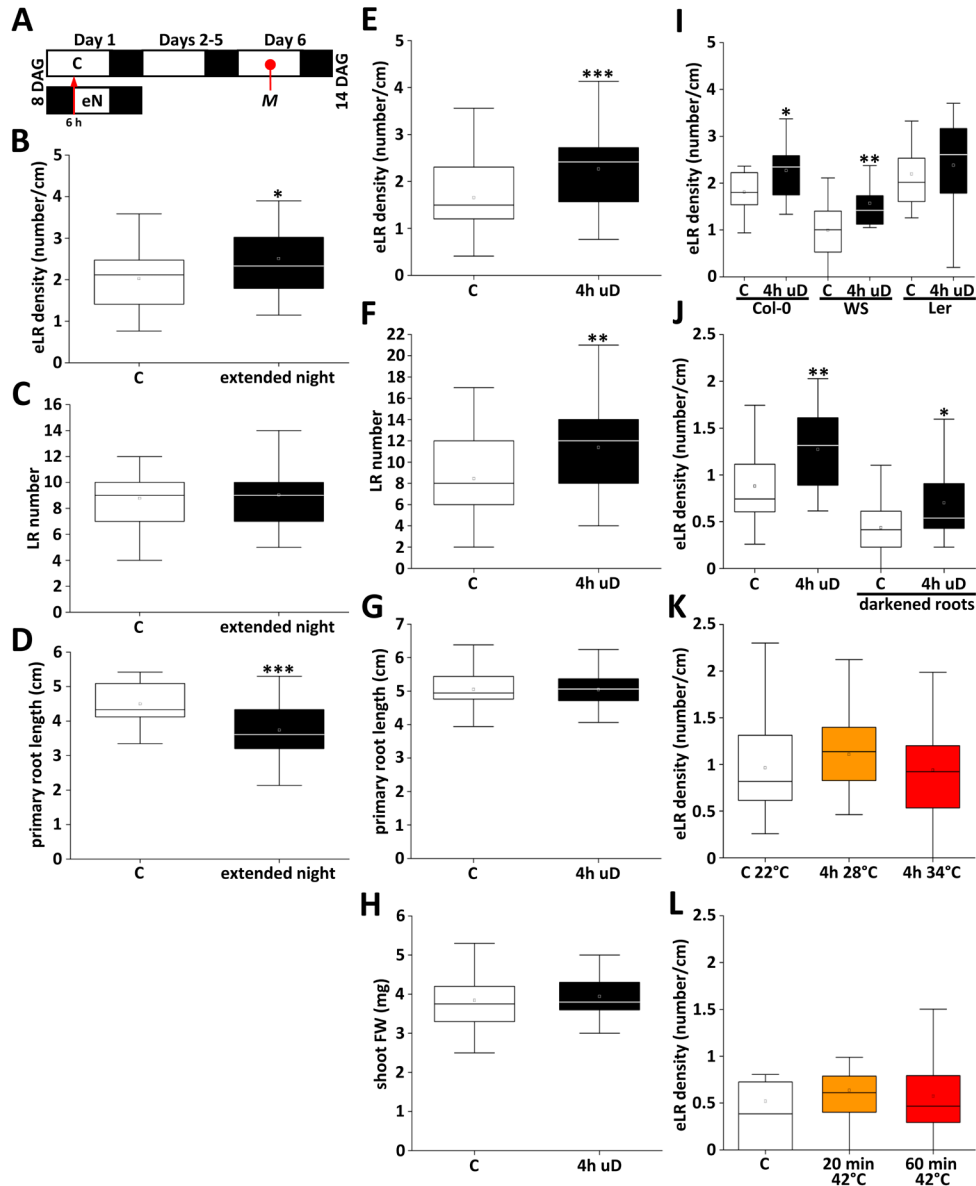 A
Day 1 Days 2-5 Day 6
8 DAG
C
eN
6 h
M
14 DAG
B
eLR density (number/cm)
5
4
3
2
1
0
*
C extended night
C
LR number
16
14
12
10
8
6
4
2
0
C extended night
D
primary root length (cm)
6
5
4
3
2
1
0
***
C extended night
E
eLR density (number/cm)
5
4
3
2
1
0
***
C 4h uD
F
LR number
22
20
18
16
14
12
10
8
6
4
2
0
**
C 4h uD
G
primary root length (cm)
7
6
5
4
3
2
1
0
C 4h uD
H
shoot FW (mg)
6
5
4
3
2
1
0
C 4h uD
I
eLR density (number/cm)
5
4
3
2
1
0
* **
C 4h uD C 4h uD C 4h uD
Col-0 WS Ler
J
eLR density (number/cm)
2.5
2
1.5
1
0.5
0
** *
C 4h uD C 4h uD
darkened roots
K
eLR density (number/cm)
2.5
2
1.5
1
0.5
0
C 22°C 4h 28°C 4h 34°C
L
eLR density (number/cm)
2.5
2
1.5
1
0.5
0
C 20 min 60 min
42°C 42°C